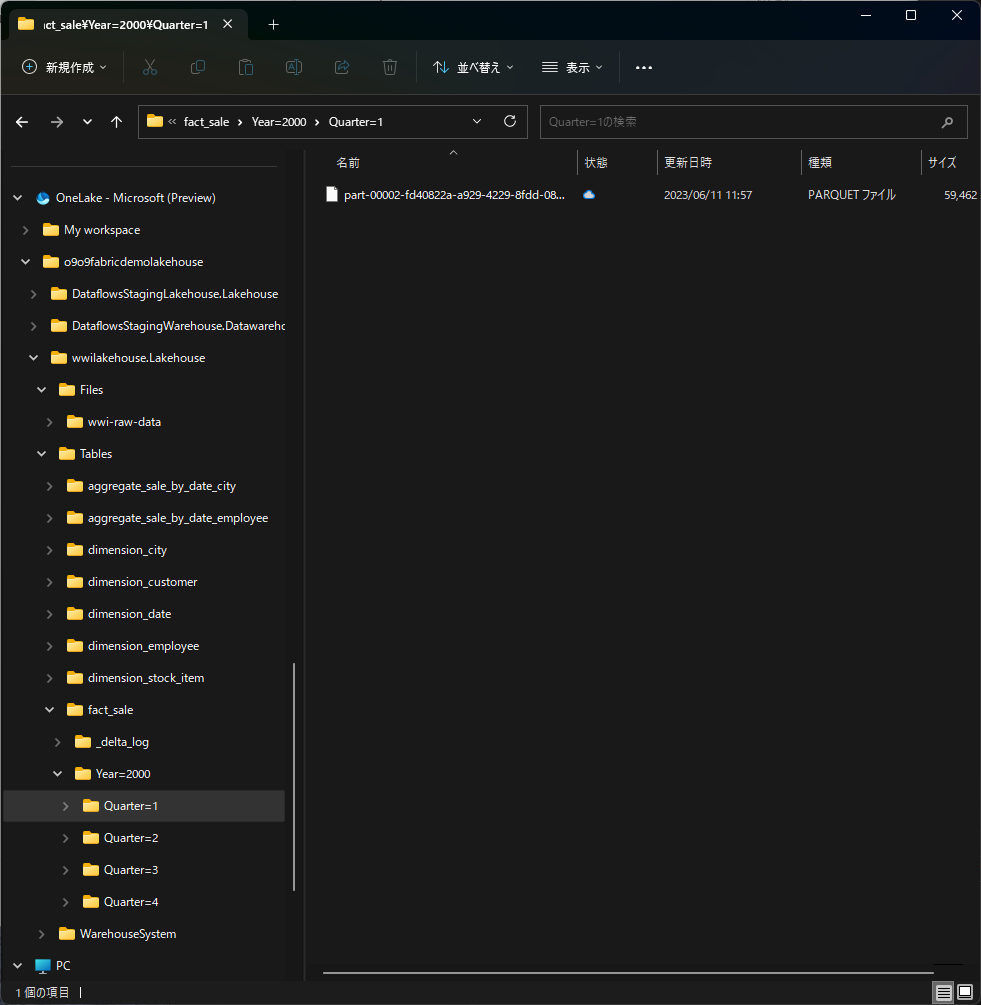 ıct_sale¥Year=2000¥Quarter=1
新規作成
並べ替え
表示
« fact_sale › Year=2000 › Quarter=1
Quarter=1の検索
名前 状態 更新日時 種類 サイズ
part-00002-fd40822a-a929-4229-8fdd-08... 2023/06/11 11:57 PARQUET ファイル 59,462
OneLake - Microsoft (Preview)
My workspace
o9o9fabricdemolakehouse
DataflowsStagingLakehouse.Lakehouse
DataflowsStagingWarehouse.Datawareho
wwilakehouse.Lakehouse
Files
wwi-raw-data
Tables
aggregate_sale_by_date_city
aggregate_sale_by_date_employee
dimension_city
dimension_customer
dimension_date
dimension_employee
dimension_stock_item
fact_sale
_delta_log
Year=2000
Quarter=1
Quarter=2
Quarter=3
Quarter=4
WarehouseSystem
PC
1 個の項目